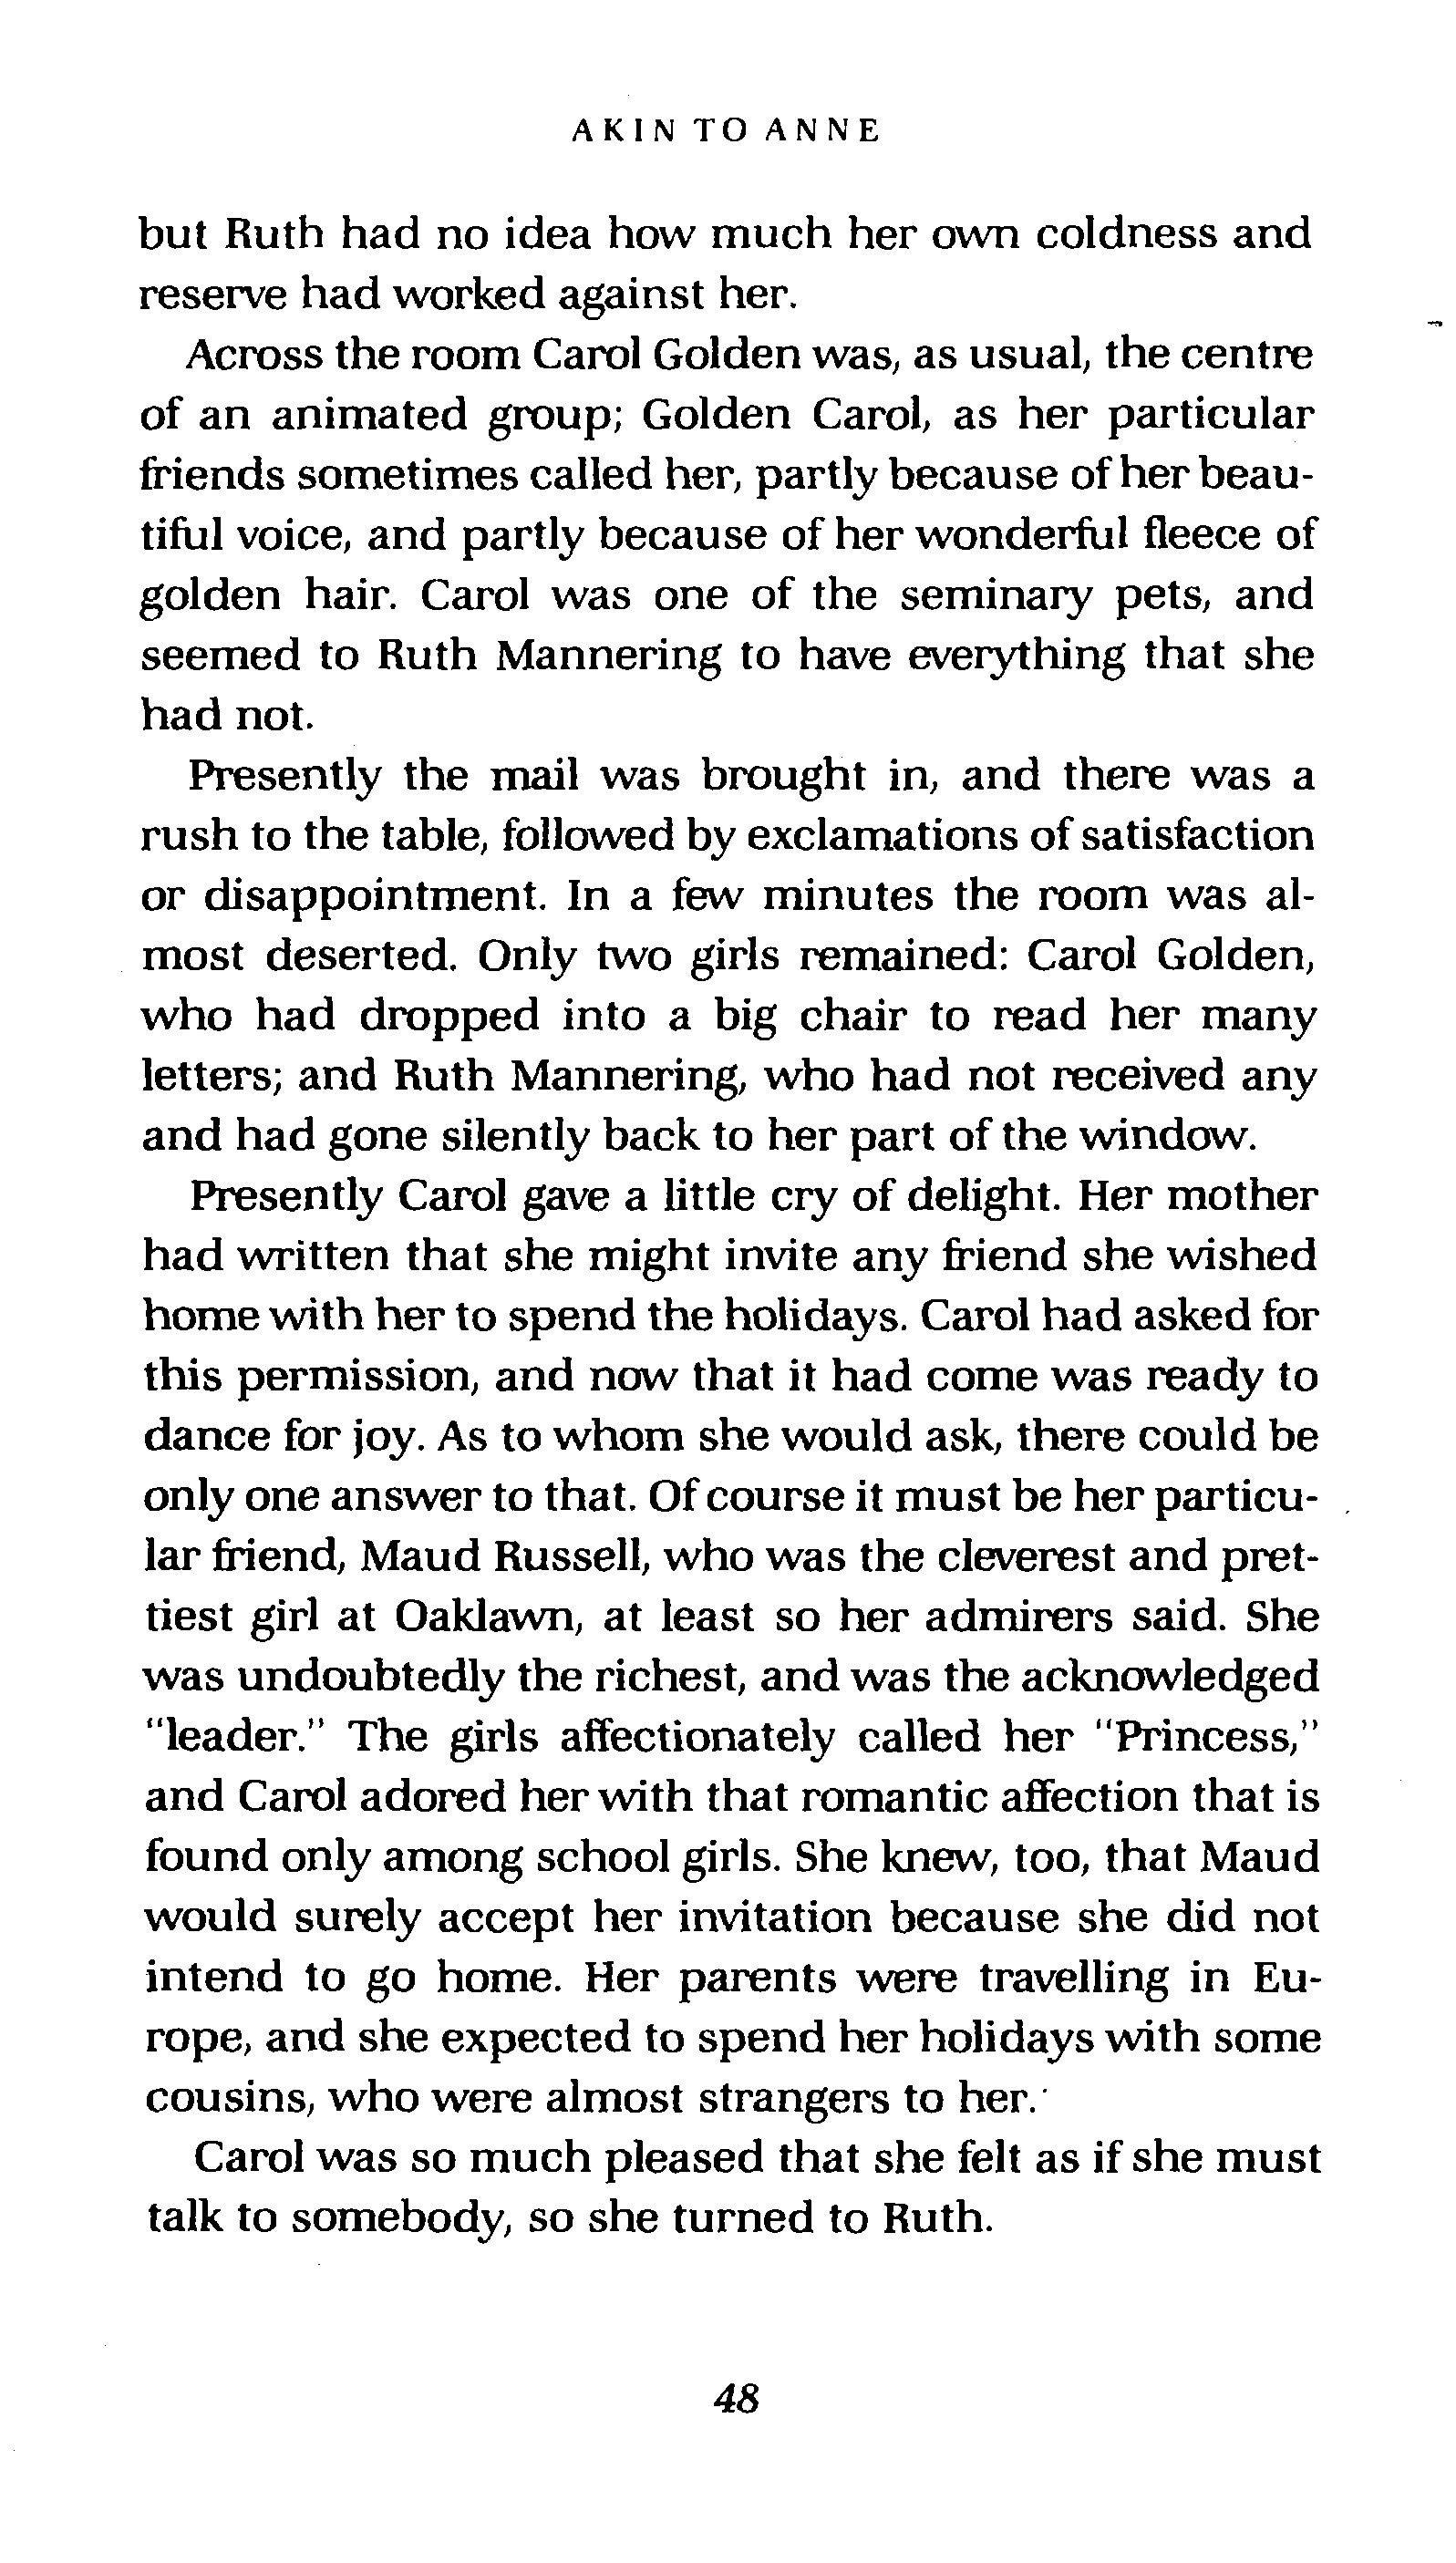 AKIN TO ANNE
but Ruth had no idea how much her own coldness and
reserve had worked against her.
Across the room Carol Golden was, as usual, the centre
of an animated group; Golden Carol, as her particular
friends sometimes called her, partly because of her beau-
tiful voice, and partly because of her wonderful fleece of
golden hair. Carol was one of the seminary pets, and
seemed to Ruth Mannering to have everything that she
had not.
Presently the mail was brought in, and there was a
rush to the table, followed by exclamations of satisfaction
or disappointment. In a few minutes the room was al-
most deserted. Only two girls remained: Carol Golden,
who had dropped into a big chair to read her many
letters; and Ruth Mannering, who had not received any
and had gone silently back to her part of the window.
Presently Carol gave a little cry of delight. Her mother
had written that she might invite any friend she wished
home with her to spend the holidays. Carol had asked for
this permission, and now that it had come was ready to
dance for joy. As to whom she would ask, there could be
only one answer to that. Of course it must be her particu-
lar friend, Maud Russell, who was the cleverest and pret-
tiest girl at Oaklawn, at least so her admirers said. She
was undoubtedly the richest, and was the acknowledged
"leader." The girls affectionately called her "Princess,"
and Carol adored her with that romantic affection that is
found only among school girls. She knew, too, that Maud
would surely accept her invitation because she did not
intend to go home. Her parents were travelling in Eu-
rope, and she expected to spend her holidays with some
cousins, who were almost strangers to her.
Carol was so much pleased that she felt as if she must
talk to somebody, so she turned to Ruth.
48